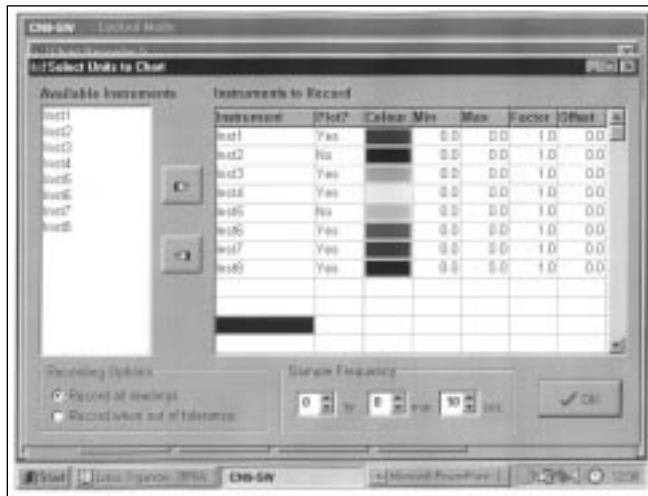 CN8-SW Locked Mode
Select Units to Chart
Available Instruments
Inst1
Inst2
Inst3
Inst4
Inst5
Inst6
Inst7
Inst8
Instruments to Record
Instrument Plot? Colour Min Max Factor Offset
Inst1 Yes 0.0 0.0 1.0 0.0
Inst2 No 0.0 0.0 1.0 0.0
Inst3 Yes 0.0 0.0 1.0 0.0
Inst4 Yes 0.0 0.0 1.0 0.0
Inst5 No 0.0 0.0 1.0 0.0
Inst6 Yes 0.0 0.0 1.0 0.0
Inst7 Yes 0.0 0.0 1.0 0.0
Inst8 Yes 0.0 0.0 1.0 0.0
Recording Options
Record all readings
Record when out of tolerance
Sample Frequency
0 hr 0 min 10 sec
OK
Start
CN8-SW
Microsoft PowerPoint